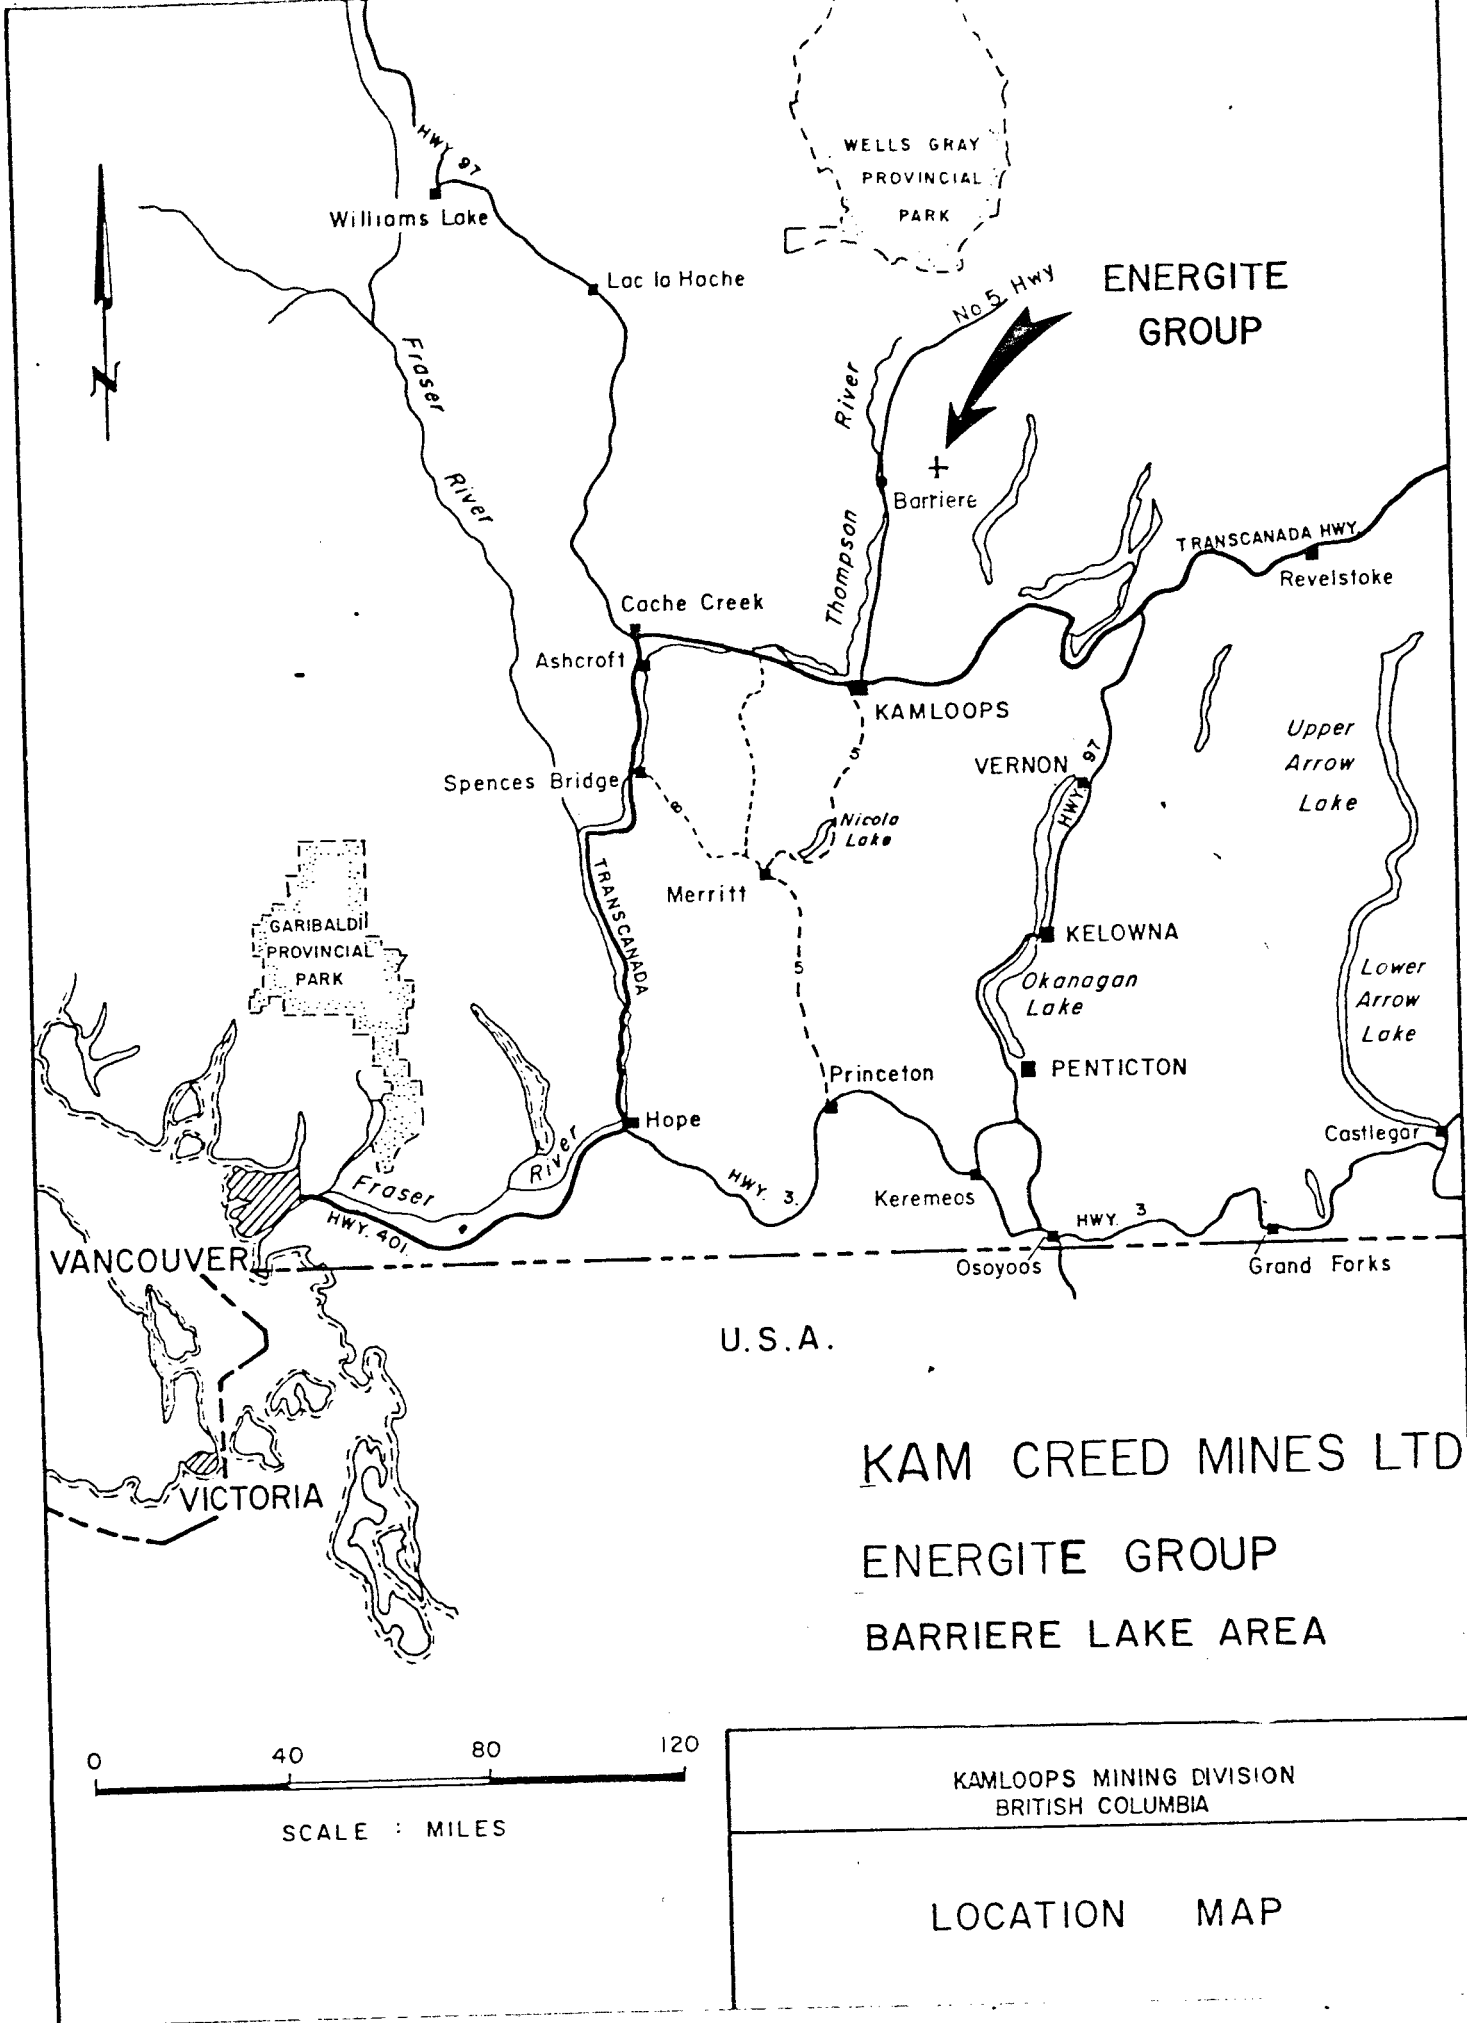 WELLS GRAY
PROVINCIAL
PARK
HWY 97
Williams Lake
Lac la Hache
No 5 Hwy
ENERGITE
GROUP
N
Fraser
River
River
Thompson
Barriere
TRANSCANADA HWY.
Revelstoke
Cache Creek
Ashcroft
KAMLOOPS
5
Upper
Arrow
Lake
VERNON
HWY. 97
Spences Bridge
8
Nicola
Lake
Merritt
TRANSCANADA
GARIBALDI
PROVINCIAL
PARK
KELOWNA
5
Okanagan
Lake
Lower
Arrow
Lake
PENTICTON
Princeton
Hope
Castlegar
Fraser
River
HWY. 3.
Keremeos
HWY. 3
HWY. 401.
VANCOUVER
Osoyoos
Grand Forks
U.S.A.
VICTORIA
KAM CREED MINES LTD
ENERGITE GROUP
BARRIERE LAKE AREA
0 40 80 120
SCALE : MILES
KAMLOOPS MINING DIVISION
BRITISH COLUMBIA
LOCATION MAP